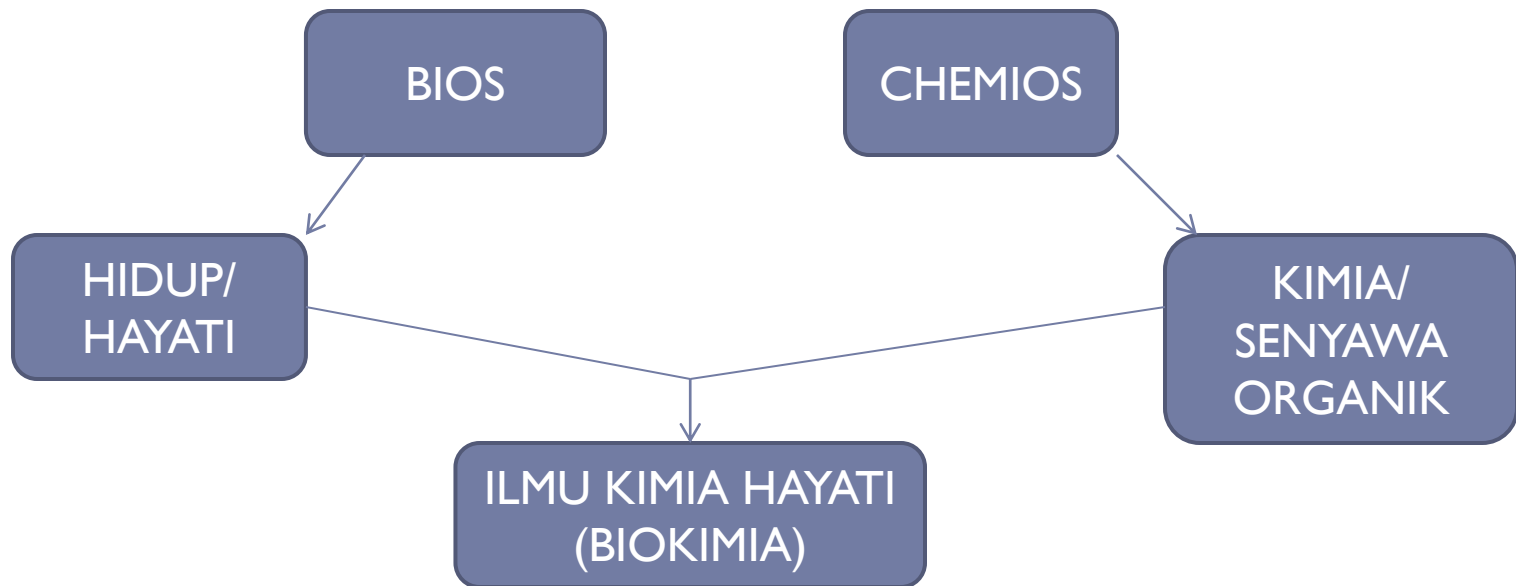 BIOS
CHEMIOS
HIDUP/
HAYATI
KIMIA/
SENYAWA
ORGANIK
ILMU KIMIA HAYATI
(BIOKIMIA)